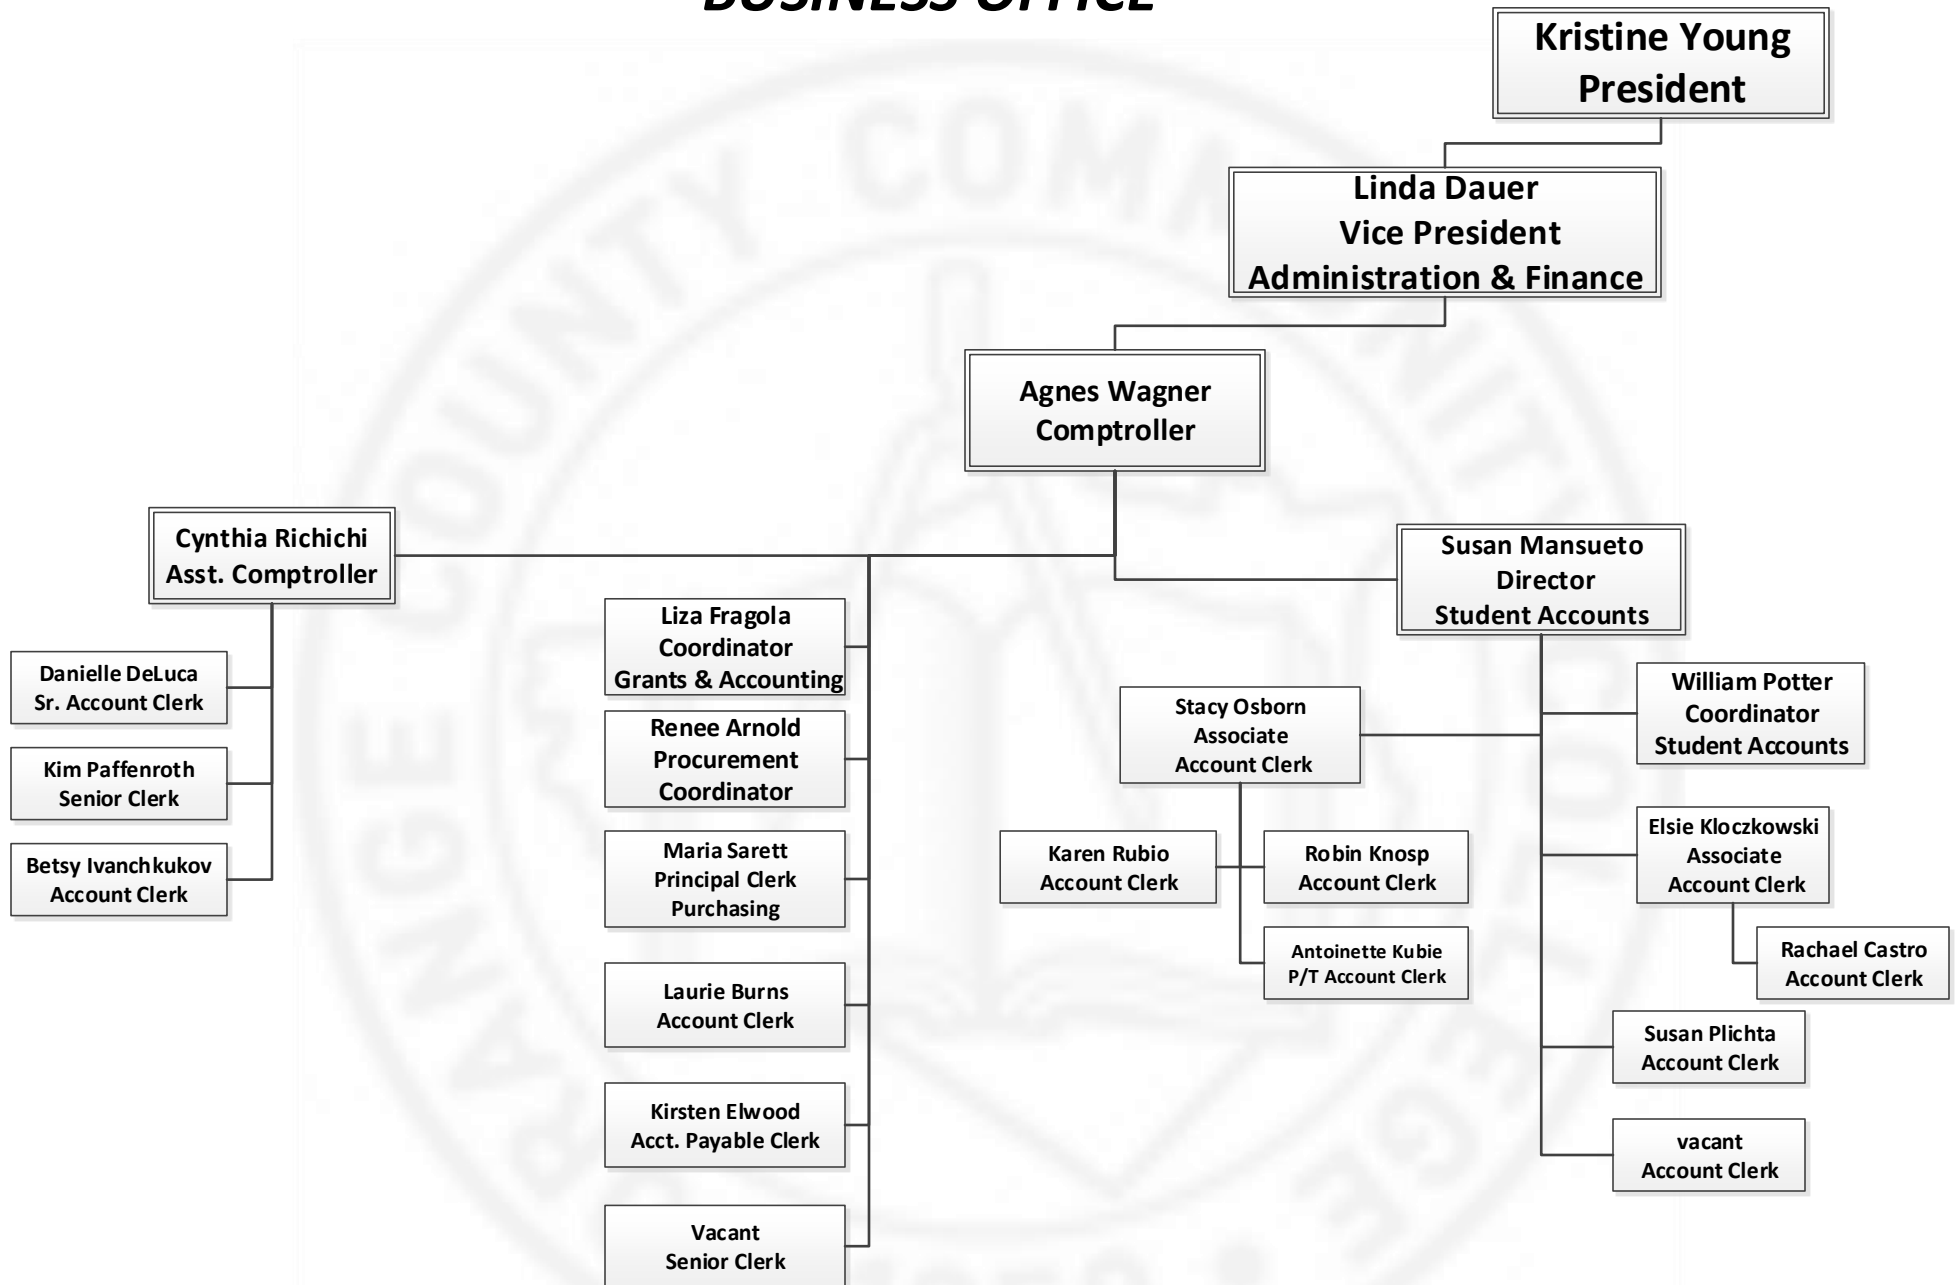 BUSINESS OFFICE
Kristine Young
President
Linda Dauer
Vice President
Administration & Finance
Agnes Wagner
Comptroller
Cynthia Richichi
Asst. Comptroller
Susan Mansueto
Director
Student Accounts
Danielle DeLuca
Sr. Account Clerk
Kim Paffenroth
Senior Clerk
Betsy Ivanchkukov
Account Clerk
Liza Fragola
Coordinator
Grants & Accounting
Renee Arnold
Procurement
Coordinator
Maria Sarett
Principal Clerk
Purchasing
Laurie Burns
Account Clerk
Kirsten Elwood
Acct. Payable Clerk
Vacant
Senior Clerk
Stacy Osborn
Associate
Account Clerk
Karen Rubio
Account Clerk
Robin Knosp
Account Clerk
Antoinette Kubie
P/T Account Clerk
William Potter
Coordinator
Student Accounts
Elsie Kloczkowski
Associate
Account Clerk
Rachael Castro
Account Clerk
Susan Plichta
Account Clerk
vacant
Account Clerk
RANGE COUNTY COMMUNITY COLLEGE